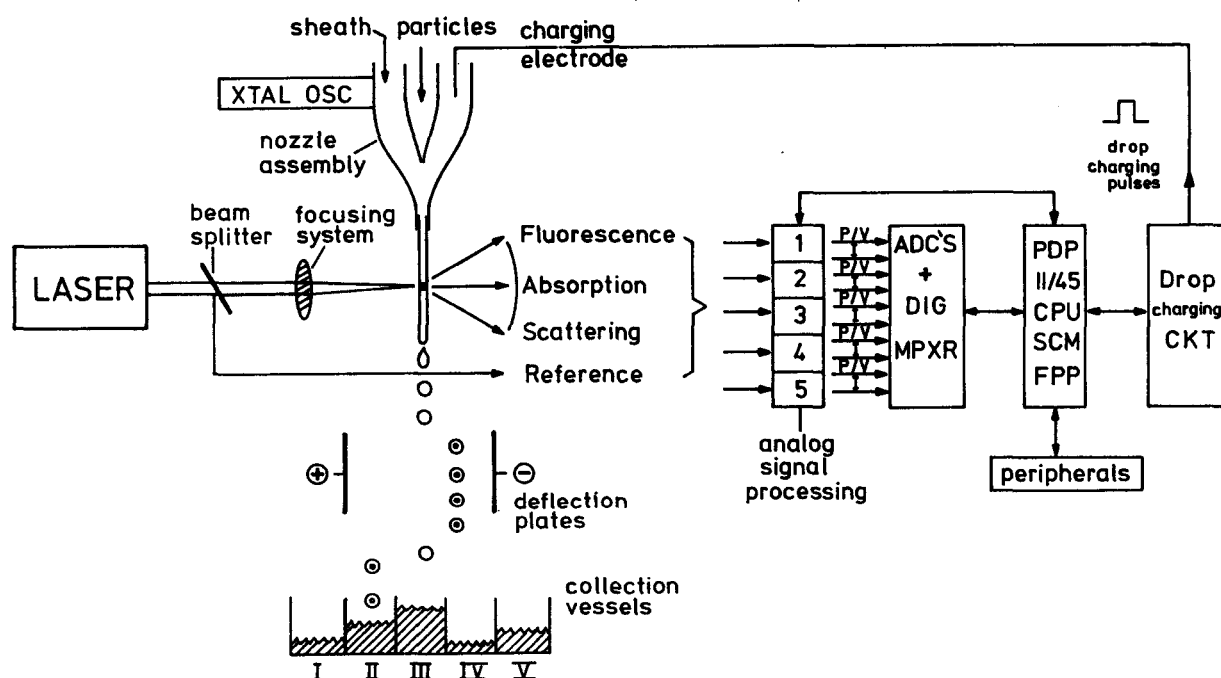 sheath particles charging
electrode
XTAL OSC
nozzle
assembly
drop
charging
pulses
beam
splitter
focusing
system
LASER
Fluorescence
Absorption
Scattering
Reference
1
2
3
4
5
P/V
P/V
P/V
P/V
P/V
ADC'S
+
DIG
MPXR
PDP
11/45
CPU
SCM
FPP
Drop
charging
CKT
analog
signal
processing
peripherals
+
−
deflection
plates
collection
vessels
I II III IV V